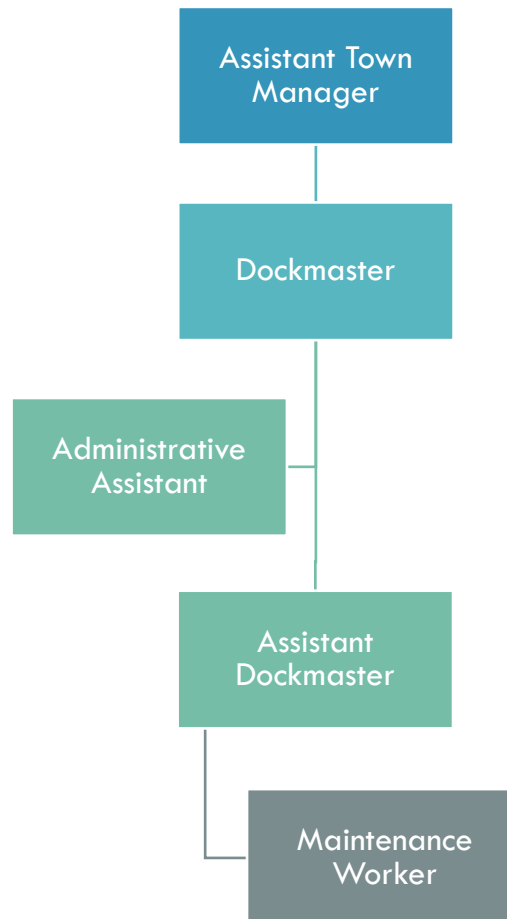 Assistant Town
Manager
Dockmaster
Administrative
Assistant
Assistant
Dockmaster
Maintenance
Worker